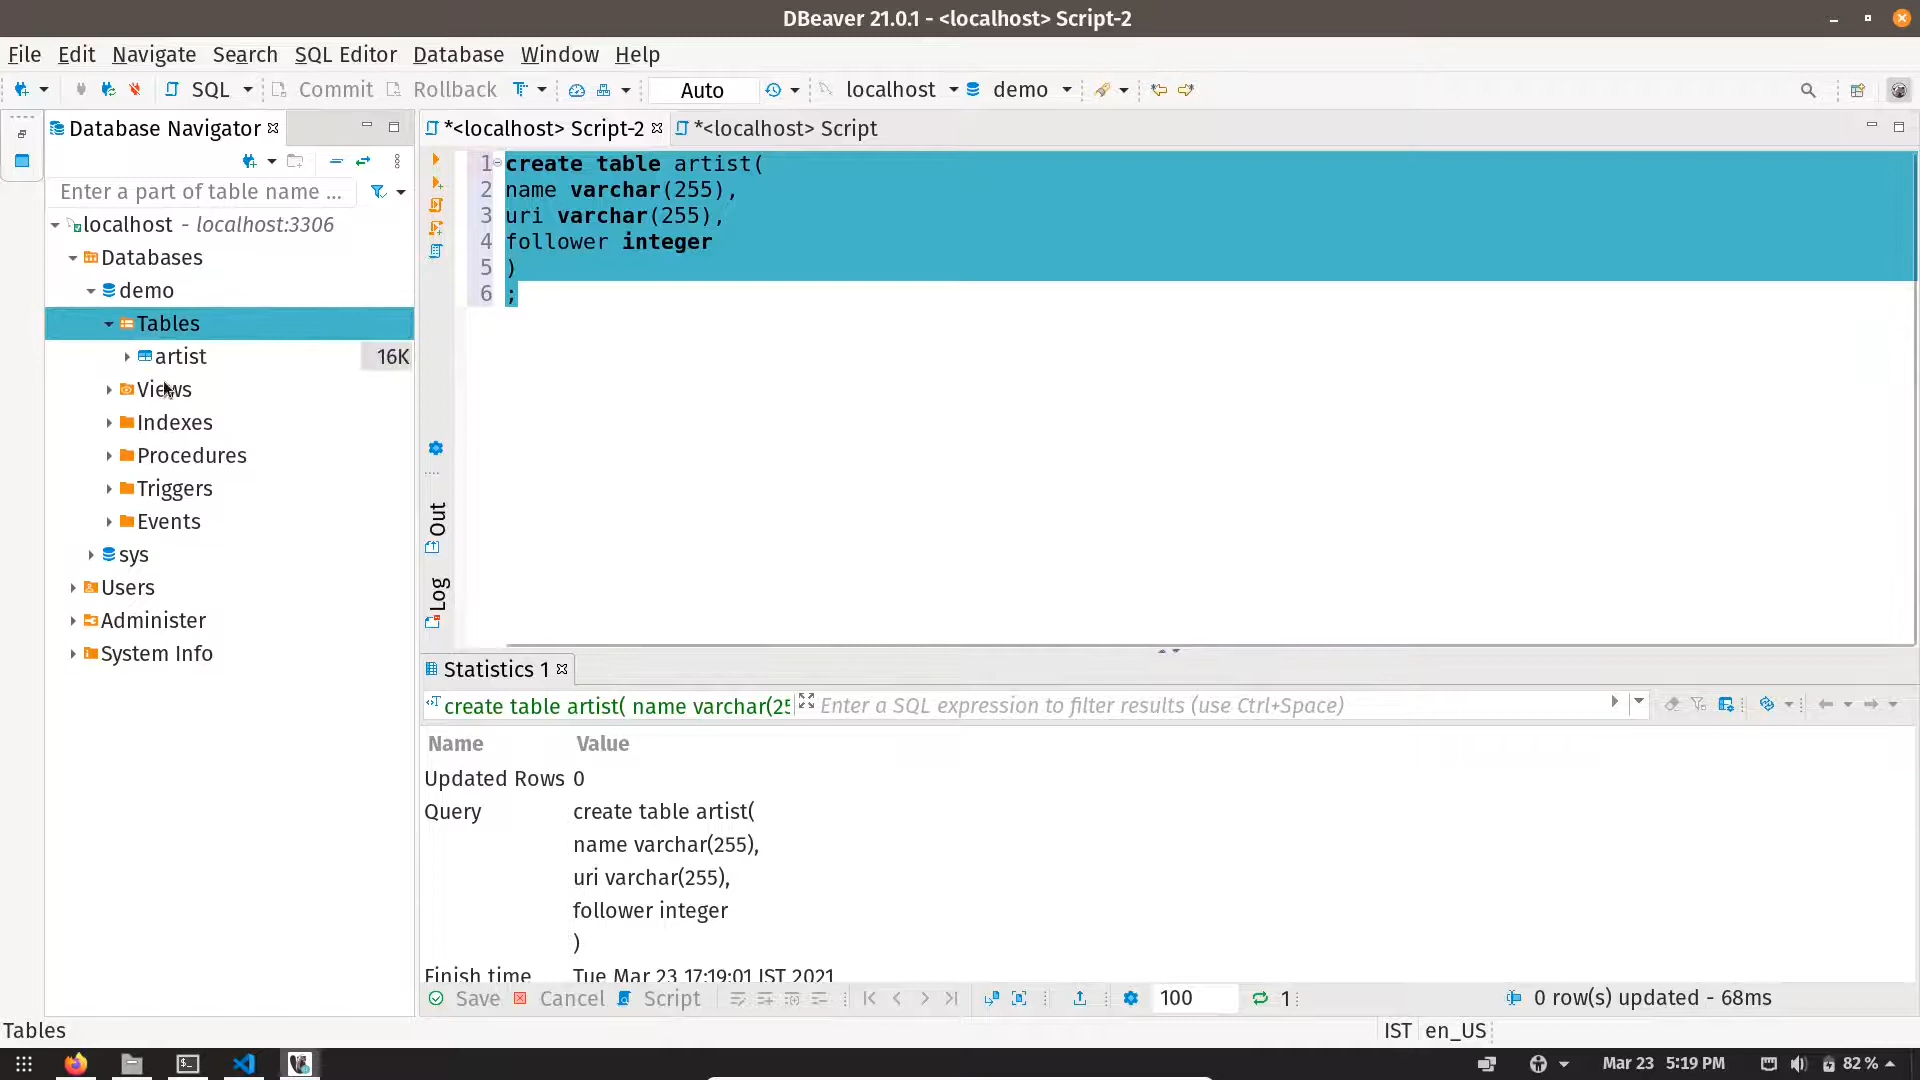 DBeaver 21.0.1 - <localhost> Script-2
File Edit Navigate Search SQL Editor Database Window Help
SQL Commit Rollback Auto localhost demo
Database Navigator
Enter a part of table name ...
localhost - localhost:3306
Databases
demo
Tables
artist 16K
Views
Indexes
Procedures
Triggers
Events
sys
Users
Administer
System Info
*<localhost> Script-2 *<localhost> Script
1 create table artist(
2 name varchar(255),
3 uri varchar(255),
4 follower integer
5 )
6 ;
Out
Log
Statistics 1
create table artist( name varchar(25 Enter a SQL expression to filter results (use Ctrl+Space)
Name Value
Updated Rows 0
Query create table artist(
name varchar(255),
uri varchar(255),
follower integer
)
Finish time Tue Mar 23 17:19:01 IST 2021
Save Cancel Script 100 1 0 row(s) updated - 68ms
Tables IST en_US
Mar 23 5:19 PM 82 %